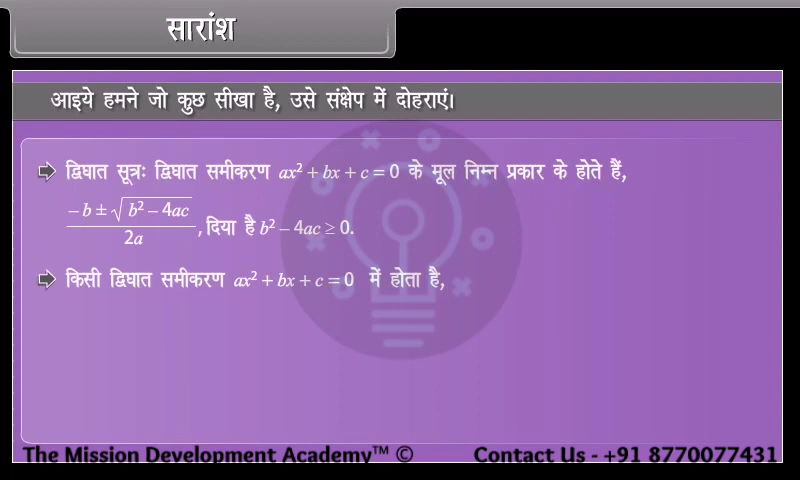 सारांश
आइये हमने जो कुछ सीखा है, उसे संक्षेप में दोहराएं।
द्विघात सूत्रः द्विघात समीकरण ax² + bx + c = 0 के मूल निम्न प्रकार के होते हैं,
(−b ± √(b² − 4ac)) / 2a, दिया है b² − 4ac ≥ 0.
किसी द्विघात समीकरण ax² + bx + c = 0 में होता है,
The Mission Development Academy™ © Contact Us - +91 8770077431